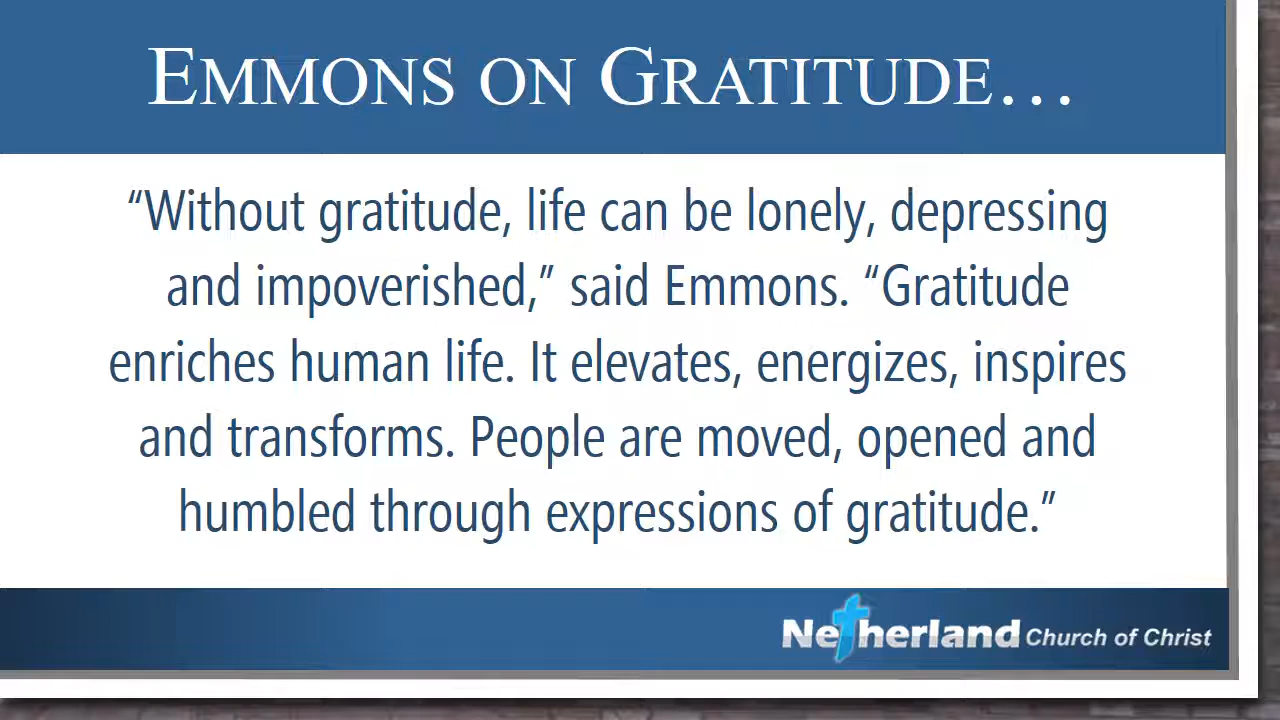 EMMONS ON GRATITUDE…
“Without gratitude, life can be lonely, depressing
and impoverished,” said Emmons. “Gratitude
enriches human life. It elevates, energizes, inspires
and transforms. People are moved, opened and
humbled through expressions of gratitude.”
Netherland Church of Christ